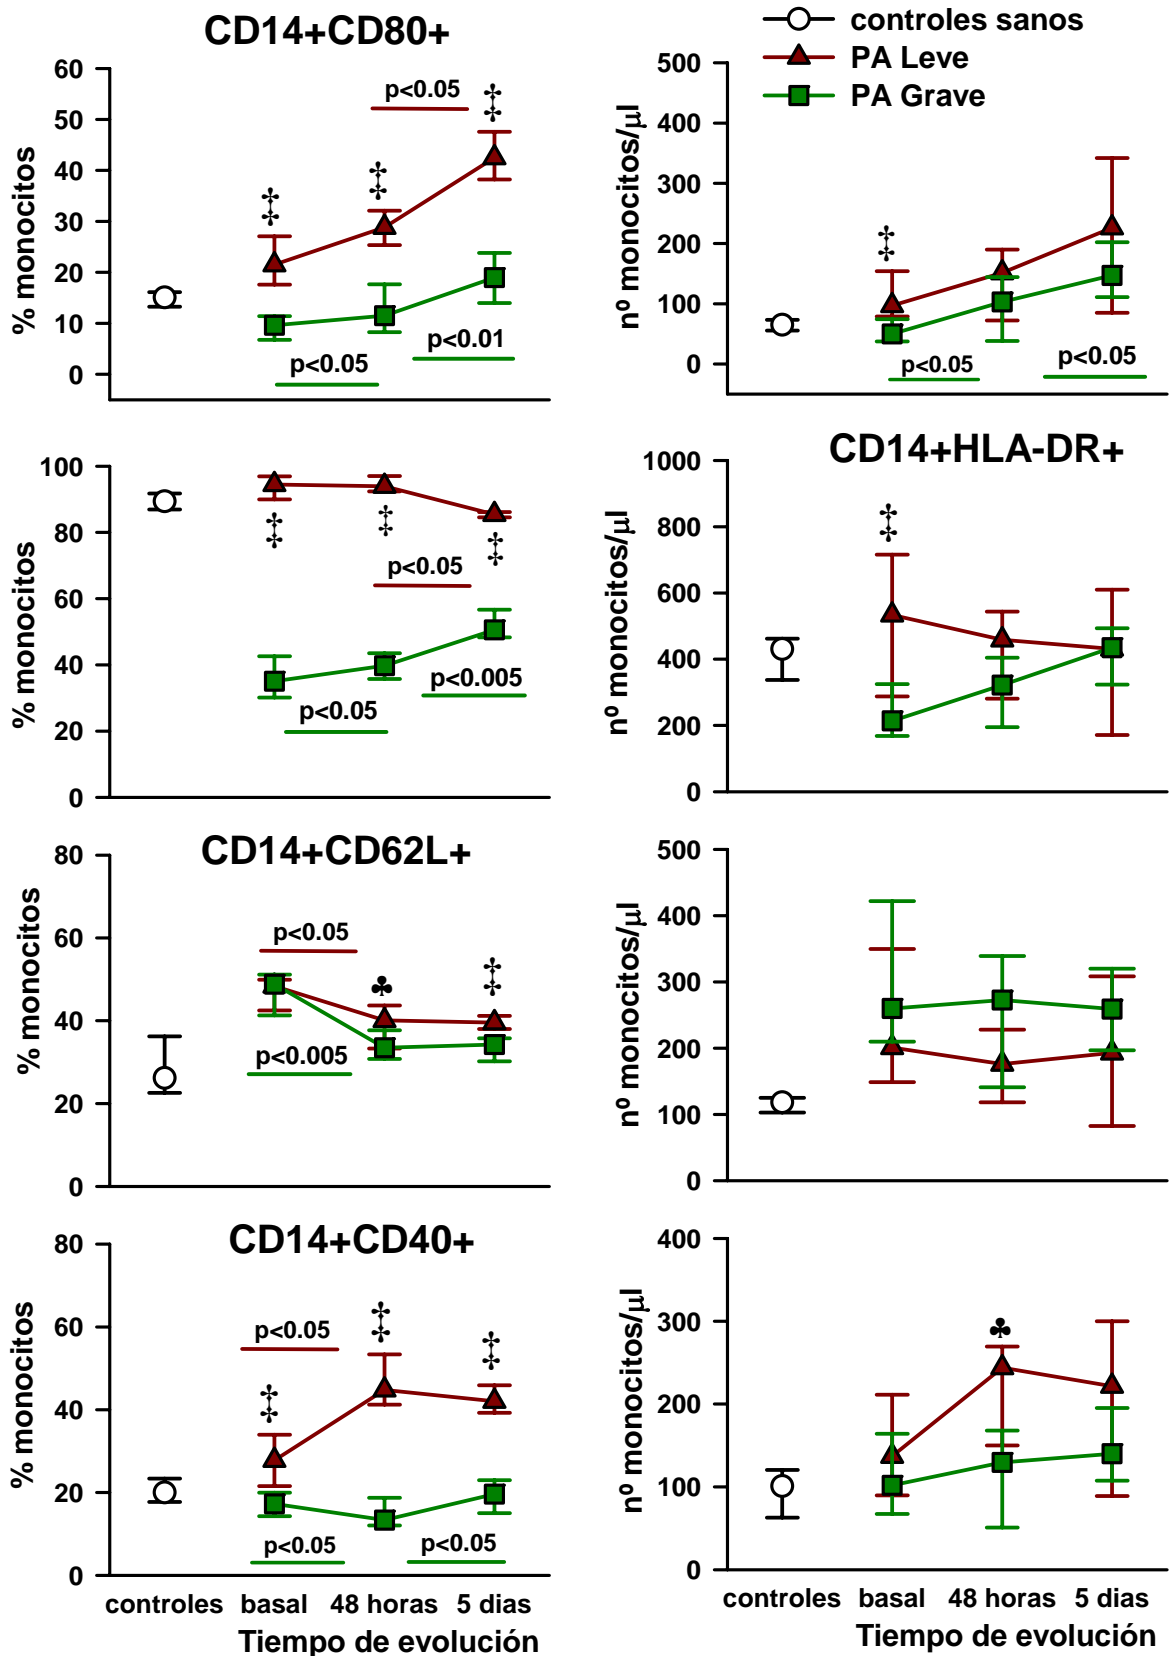 CD14+CD80+
controles sanos
PA Leve
PA Grave
% monocitos
60
50
40
30
20
10
0
p<0.05
‡
‡
‡
p<0.05
p<0.01
nº monocitos/µl
500
400
300
200
100
0
‡
p<0.05
p<0.05
CD14+HLA-DR+
% monocitos
100
80
60
40
20
0
‡
‡
‡
p<0.05
p<0.05
p<0.005
nº monocitos/µl
1000
800
600
400
200
0
‡
CD14+CD62L+
% monocitos
80
60
40
20
0
p<0.05
♣
‡
p<0.005
nº monocitos/µl
500
400
300
200
100
0
CD14+CD40+
% monocitos
80
60
40
20
0
p<0.05
‡
‡
‡
p<0.05
p<0.05
controles basal 48 horas 5 dias
Tiempo de evolución
nº monocitos/µl
400
300
200
100
0
♣
controles basal 48 horas 5 dias
Tiempo de evolución